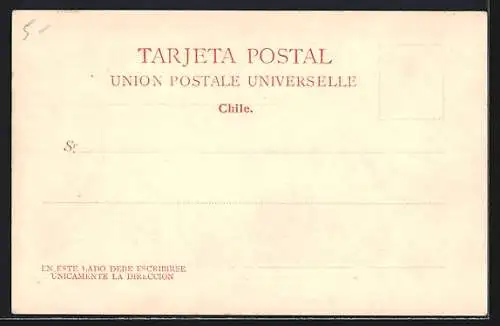 5-
TARJETA POSTAL
UNION POSTALE UNIVERSELLE
Chile.
Sr
EN ESTE LADO DEBE ESCRIBIRSE
UNICAMENTE LA DIRECCION